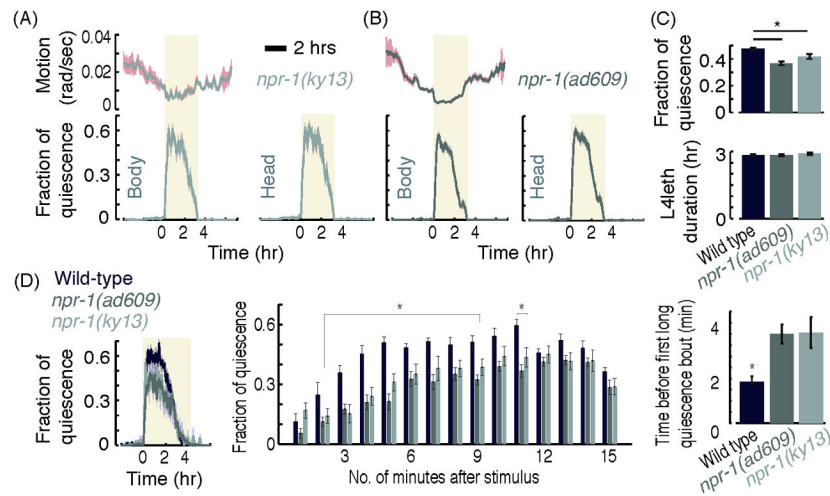 (A)
Motion
(rad/sec)
0.04
0.02
0
2 hrs
npr-1(ky13)
Fraction of
quiescence
0.6
0.3
0
Body
Head
0 2 4
0 2 4
Time (hr)
(B)
npr-1(ad609)
Body
Head
0 2 4
0 2 4
Time (hr)
(C)
*
Fraction of
quiescence
0.4
0.2
0
L4leth
duration (hr)
3
0
Wild type
npr-1(ad609)
npr-1(ky13)
(D)
Wild-type
npr-1(ad609)
npr-1(ky13)
Fraction of
quiescence
0.6
0.3
0
0 2 4
Time (hr)
Fraction of quiescence
0.6
0.3
0
*
*
3 6 9 12 15
No. of minutes after stimulus
Time before first long
quiescence bout (min)
4
2
0
*
Wild type
npr-1(ad609)
npr-1(ky13)